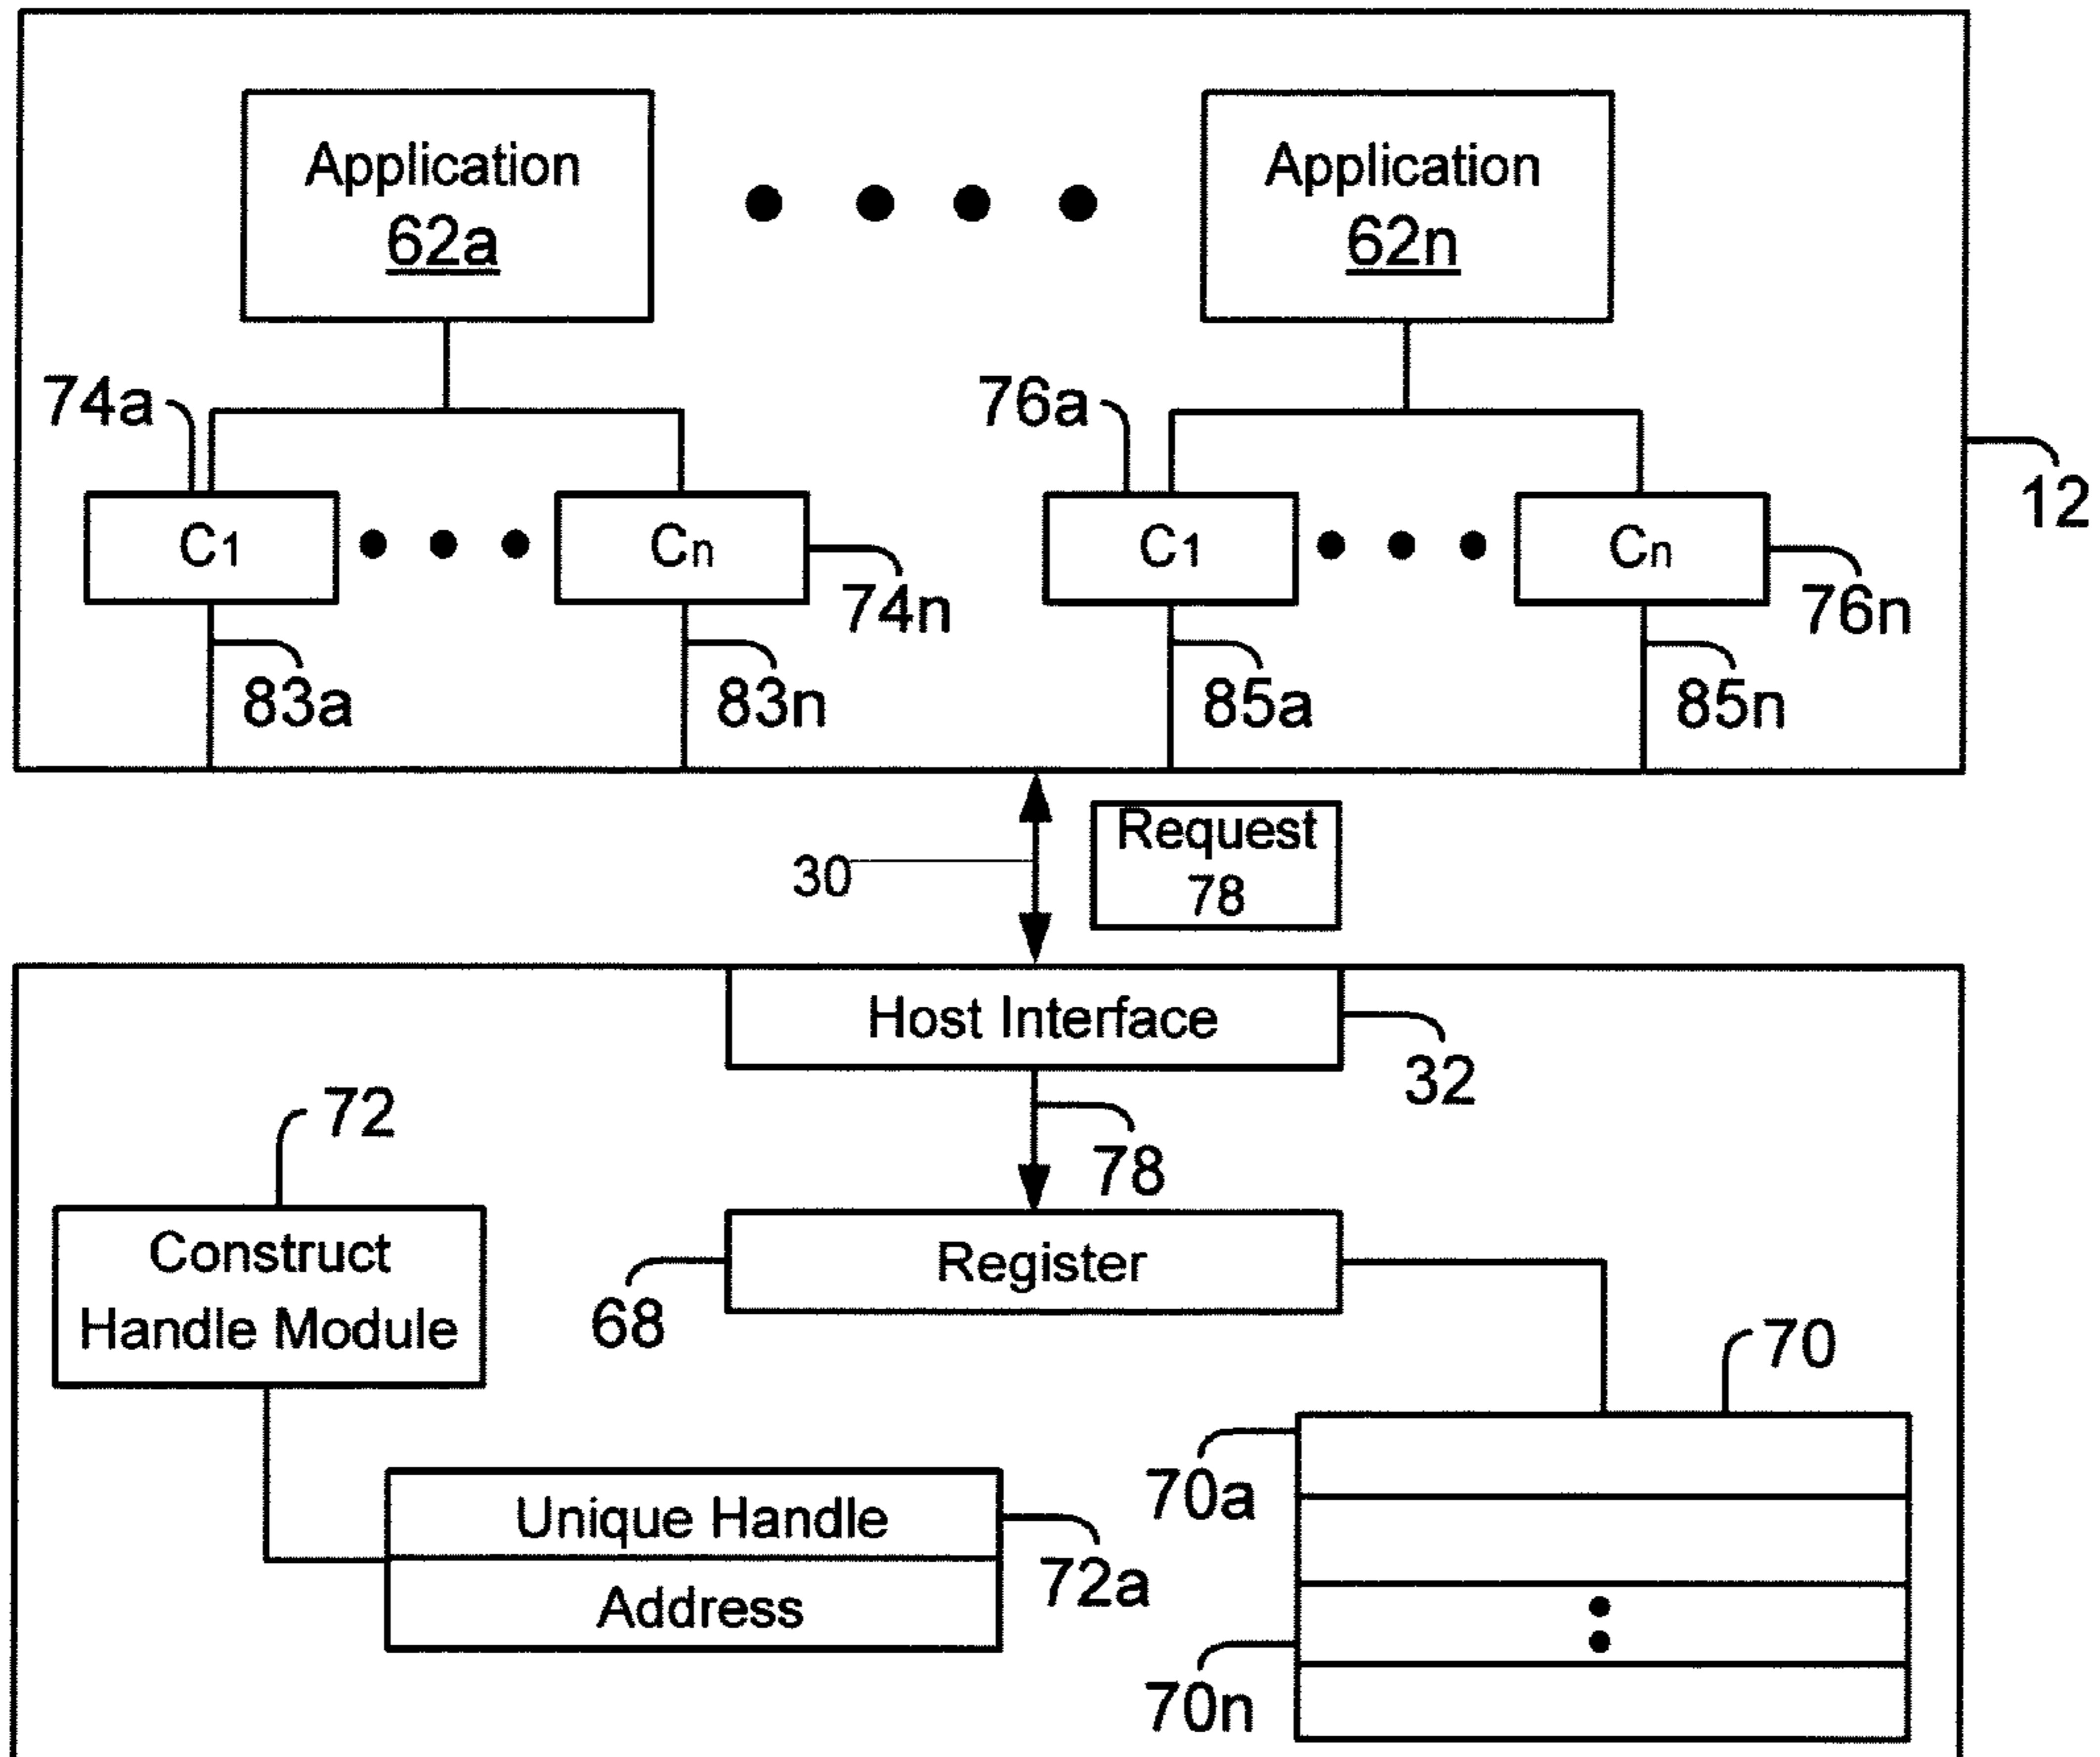 Application
62a
Application
62n
74a
76a
12
C1
Cn
C1
Cn
74n
76n
83a
83n
85a
85n
Request
78
30
Host Interface
32
72
78
Construct
Handle Module
Register
68
70
70a
Unique Handle
72a
Address
70n